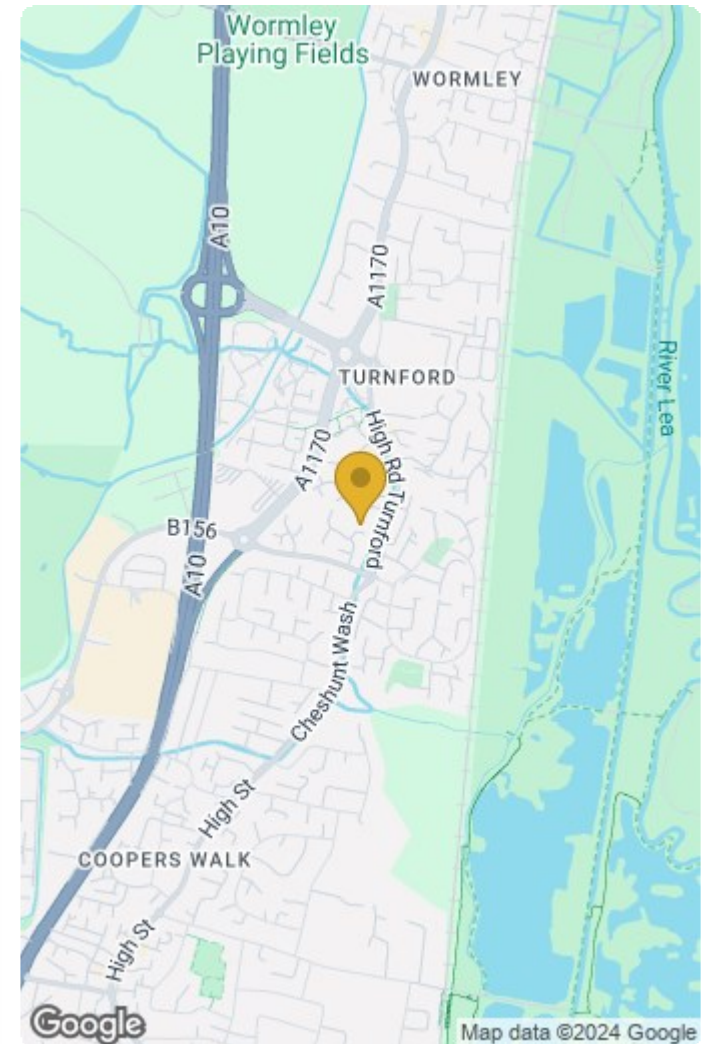 Wormley
Playing Fields
WORMLEY
A10
A1170
TURNFORD
River Lea
High Rd Turnford
A1170
B156
A10
Cheshunt Wash
High St
COOPERS WALK
High St
Google
Map data ©2024 Google